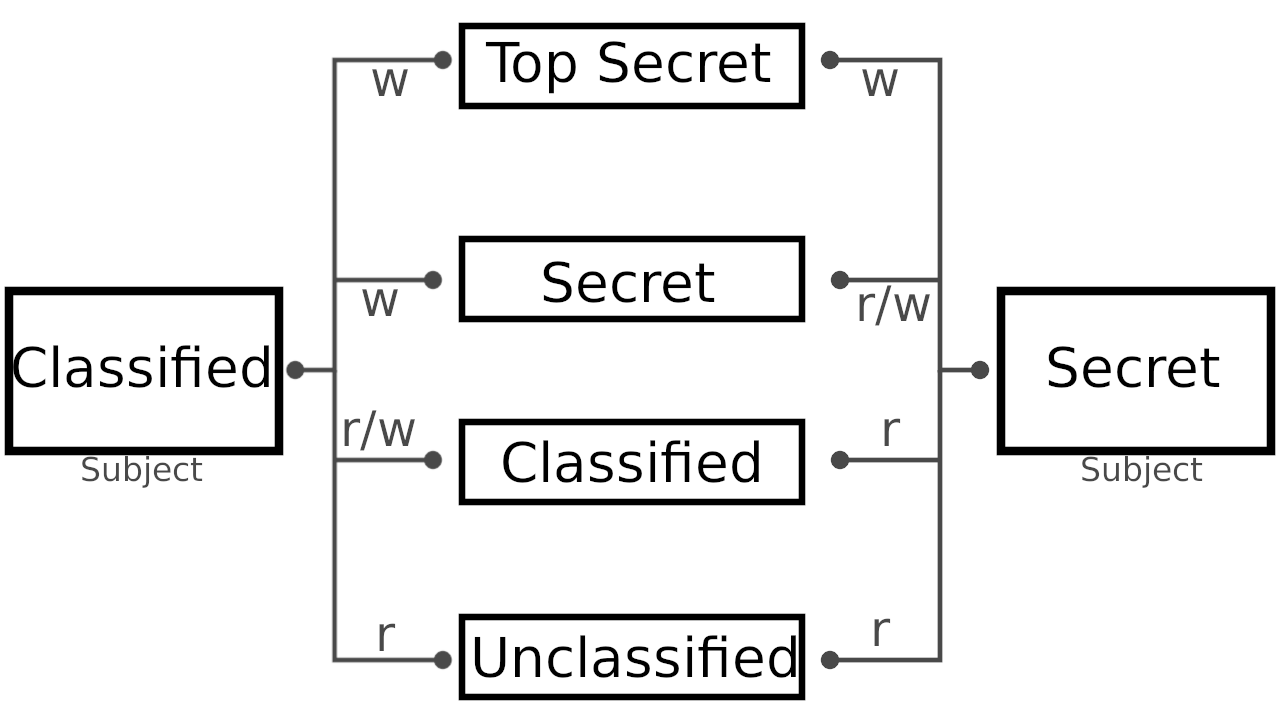 Top Secret
w
w
Secret
w
r/w
Classified
Subject
Secret
Subject
r/w
r
Classified
r
r
Unclassified